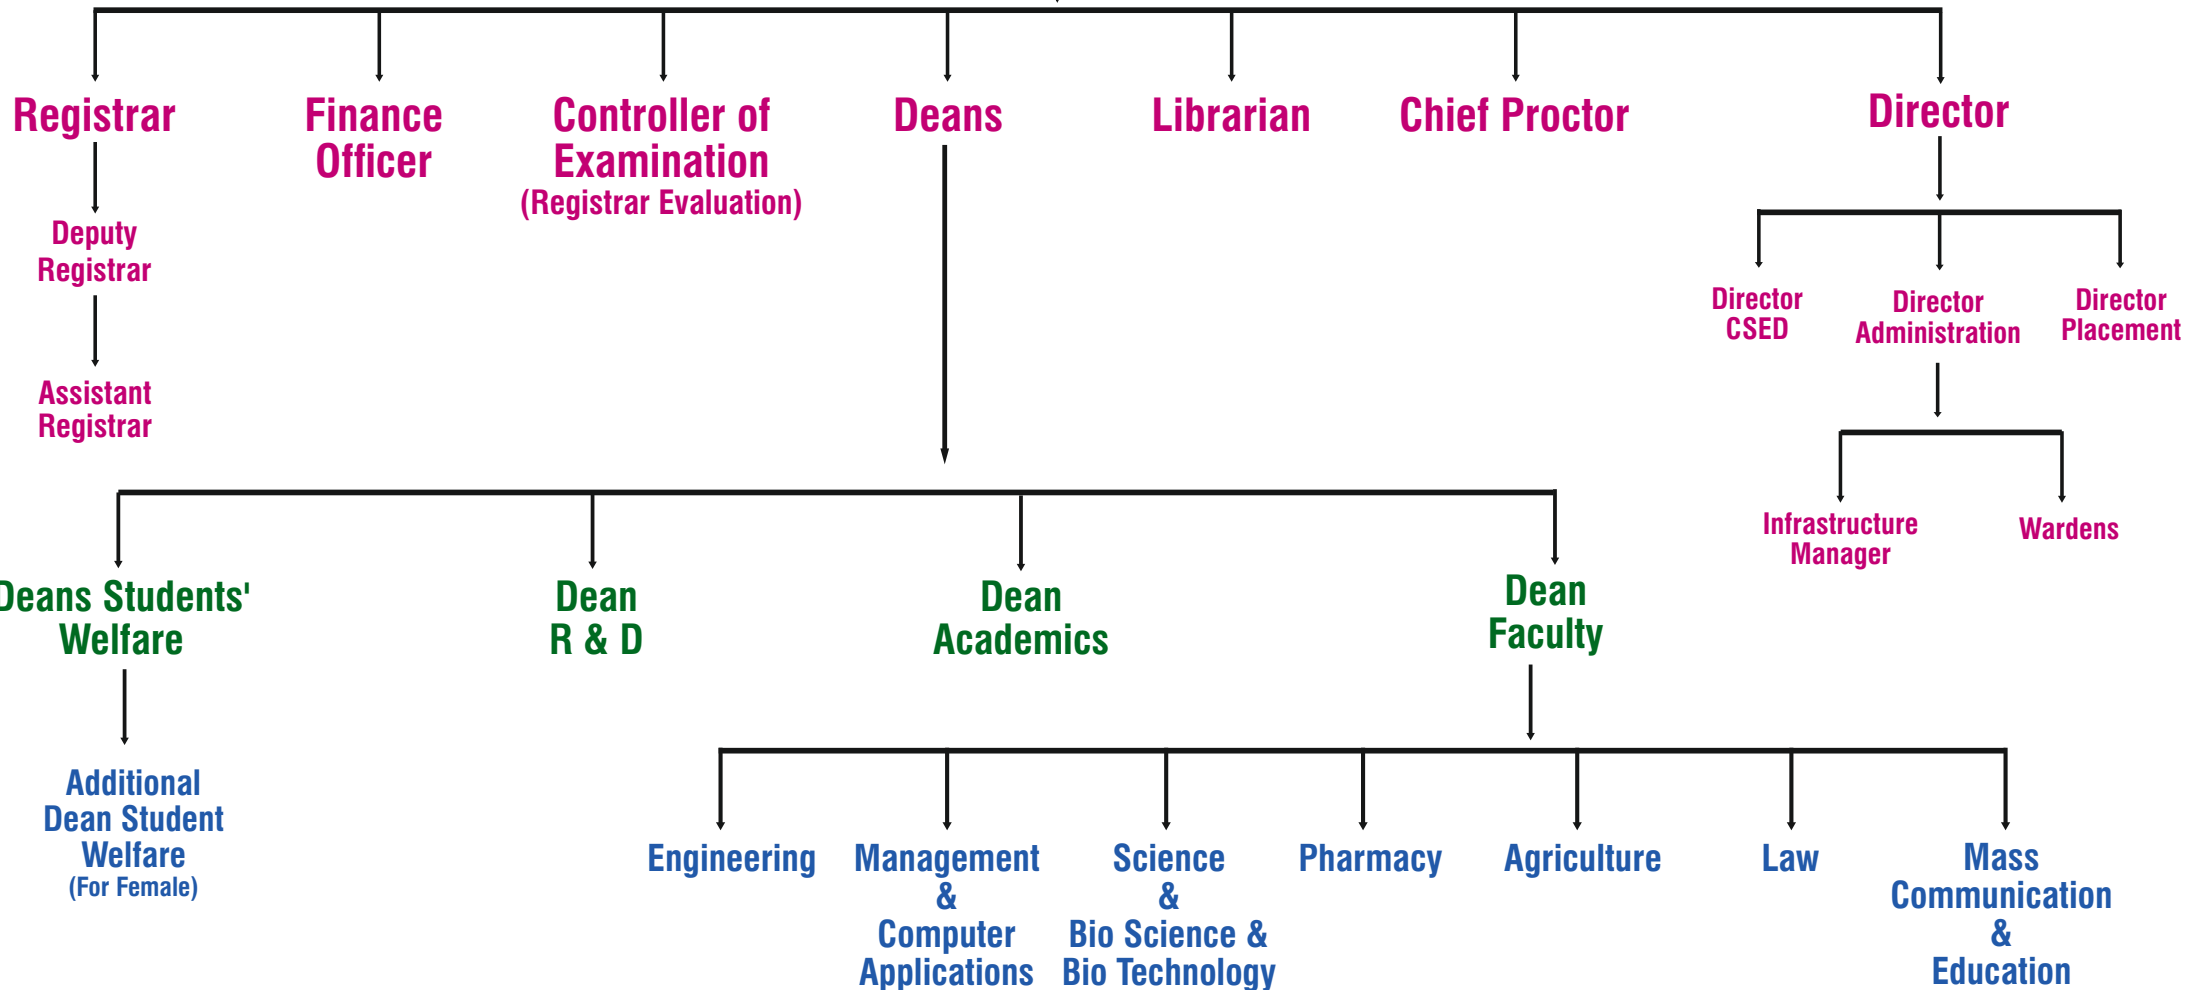 Registrar
Finance
Officer
Controller of
Examination
(Registrar Evaluation)
Deans
Librarian
Chief Proctor
Director
Deputy
Registrar
Assistant
Registrar
Director
CSED
Director
Administration
Director
Placement
Infrastructure
Manager
Wardens
Deans Students'
Welfare
Dean
R & D
Dean
Academics
Dean
Faculty
Additional
Dean Student
Welfare
(For Female)
Engineering
Management
&
Computer
Applications
Science
&
Bio Science &
Bio Technology
Pharmacy
Agriculture
Law
Mass
Communication
&
Education